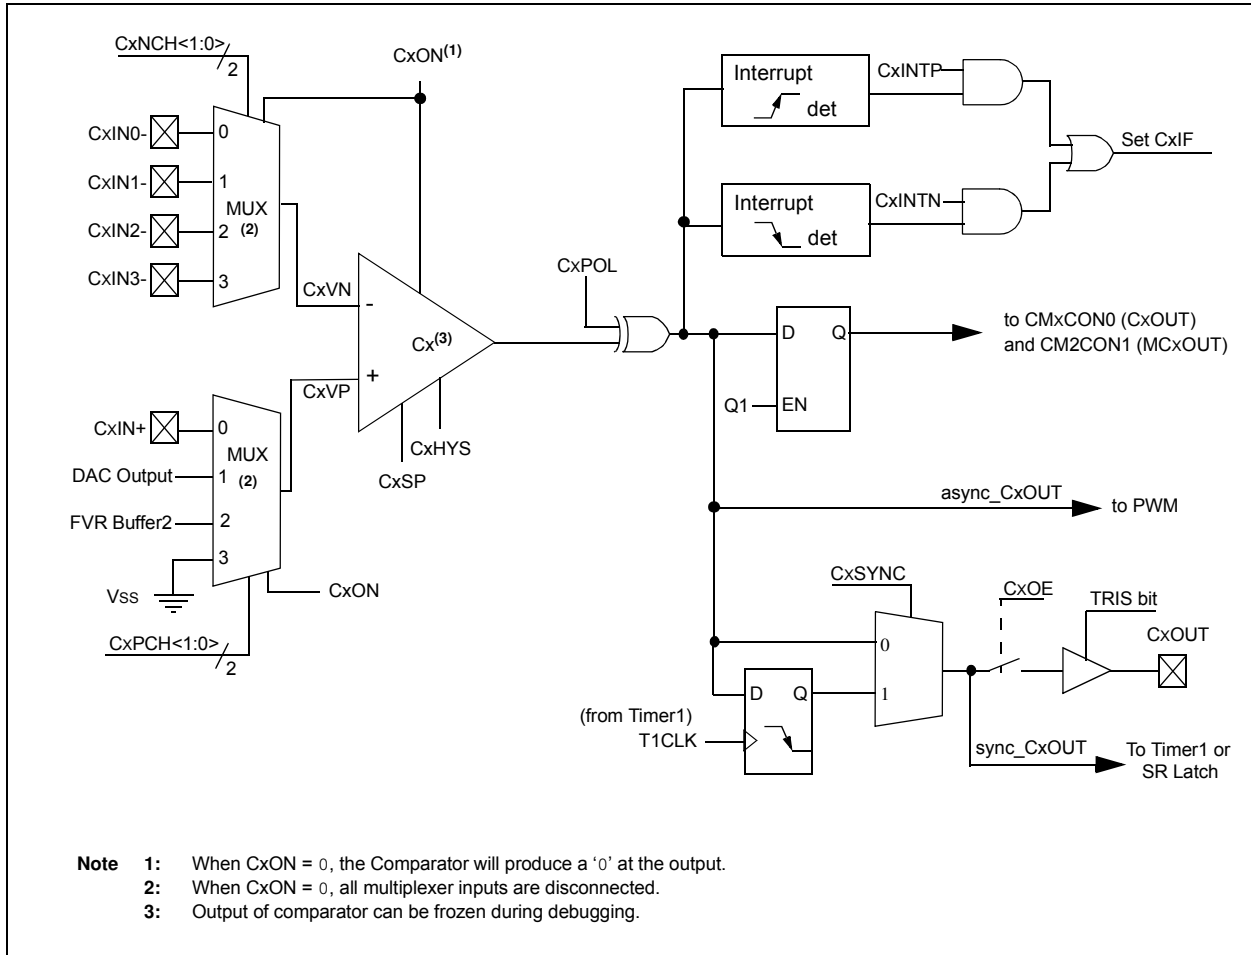 CxNCH<1:0>
2
CxON(1)
CxIN0-
0
CxIN1-
1
MUX
(2)
CxIN2-
2
CxIN3-
3
CxVN
-
Cx(3)
+
CxVP
CxHYS
CxSP
CxIN+
0
MUX
(2)
DAC Output
1
FVR Buffer2
2
3
Vss
CxON
CxPCH<1:0>
2
CxPOL
Interrupt
det
CxINTP
Interrupt
det
CxINTN
Set CxIF
D
Q
Q1
EN
to CMxCON0 (CxOUT)
and CM2CON1 (MCxOUT)
async_CxOUT
to PWM
CxSYNC
0
1
D
Q
(from Timer1)
T1CLK
CxOE
TRIS bit
CxOUT
sync_CxOUT
To Timer1 or
SR Latch
Note 1: When CxON = 0, the Comparator will produce a ‘0’ at the output.
2: When CxON = 0, all multiplexer inputs are disconnected.
3: Output of comparator can be frozen during debugging.